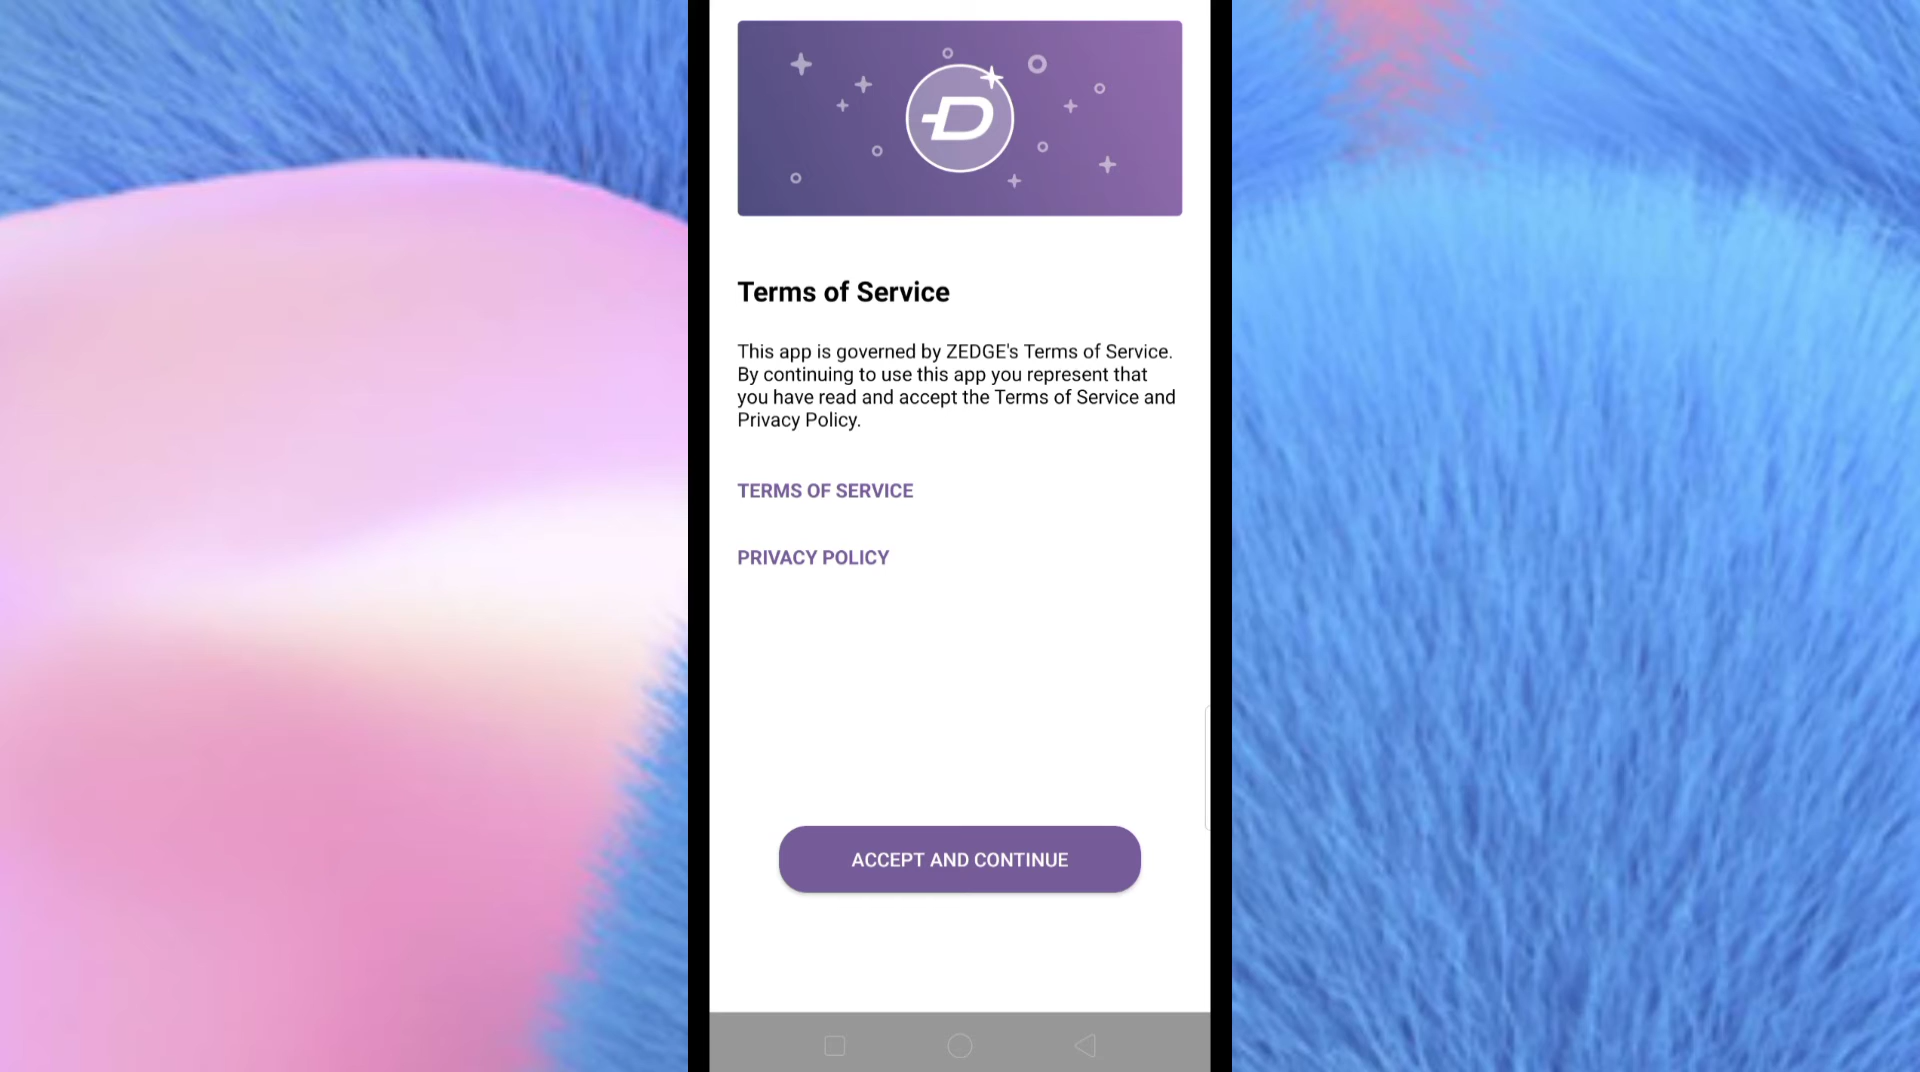 Terms of Service
This app is governed by ZEDGE's Terms of Service.
By continuing to use this app you represent that
you have read and accept the Terms of Service and
Privacy Policy.
TERMS OF SERVICE
PRIVACY POLICY
ACCEPT AND CONTINUE